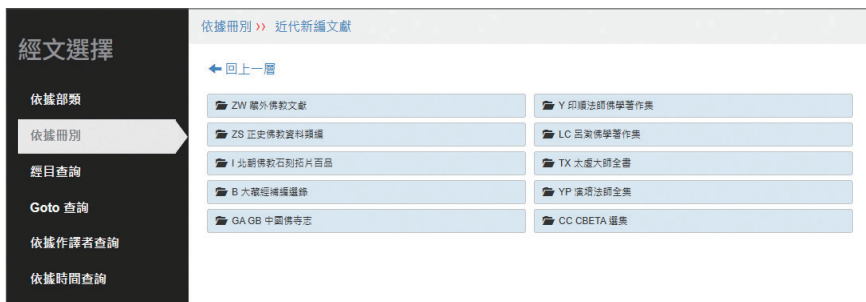 經文選擇
依據部類
依據冊別
經目查詢
Goto 查詢
依據作譯者查詢
依據時間查詢
依據冊別 》 近代新編文獻
回上一層
ZW 藏外佛教文獻
Y 印順法師佛學著作集
ZS 正史佛教資料類編
LC 呂澂佛學著作集
I 北朝佛教石刻拓片百品
TX 太虛大師全書
B 大藏經補編選錄
YP 演培法師全集
GA GB 中國佛寺志
CC CBETA 選集